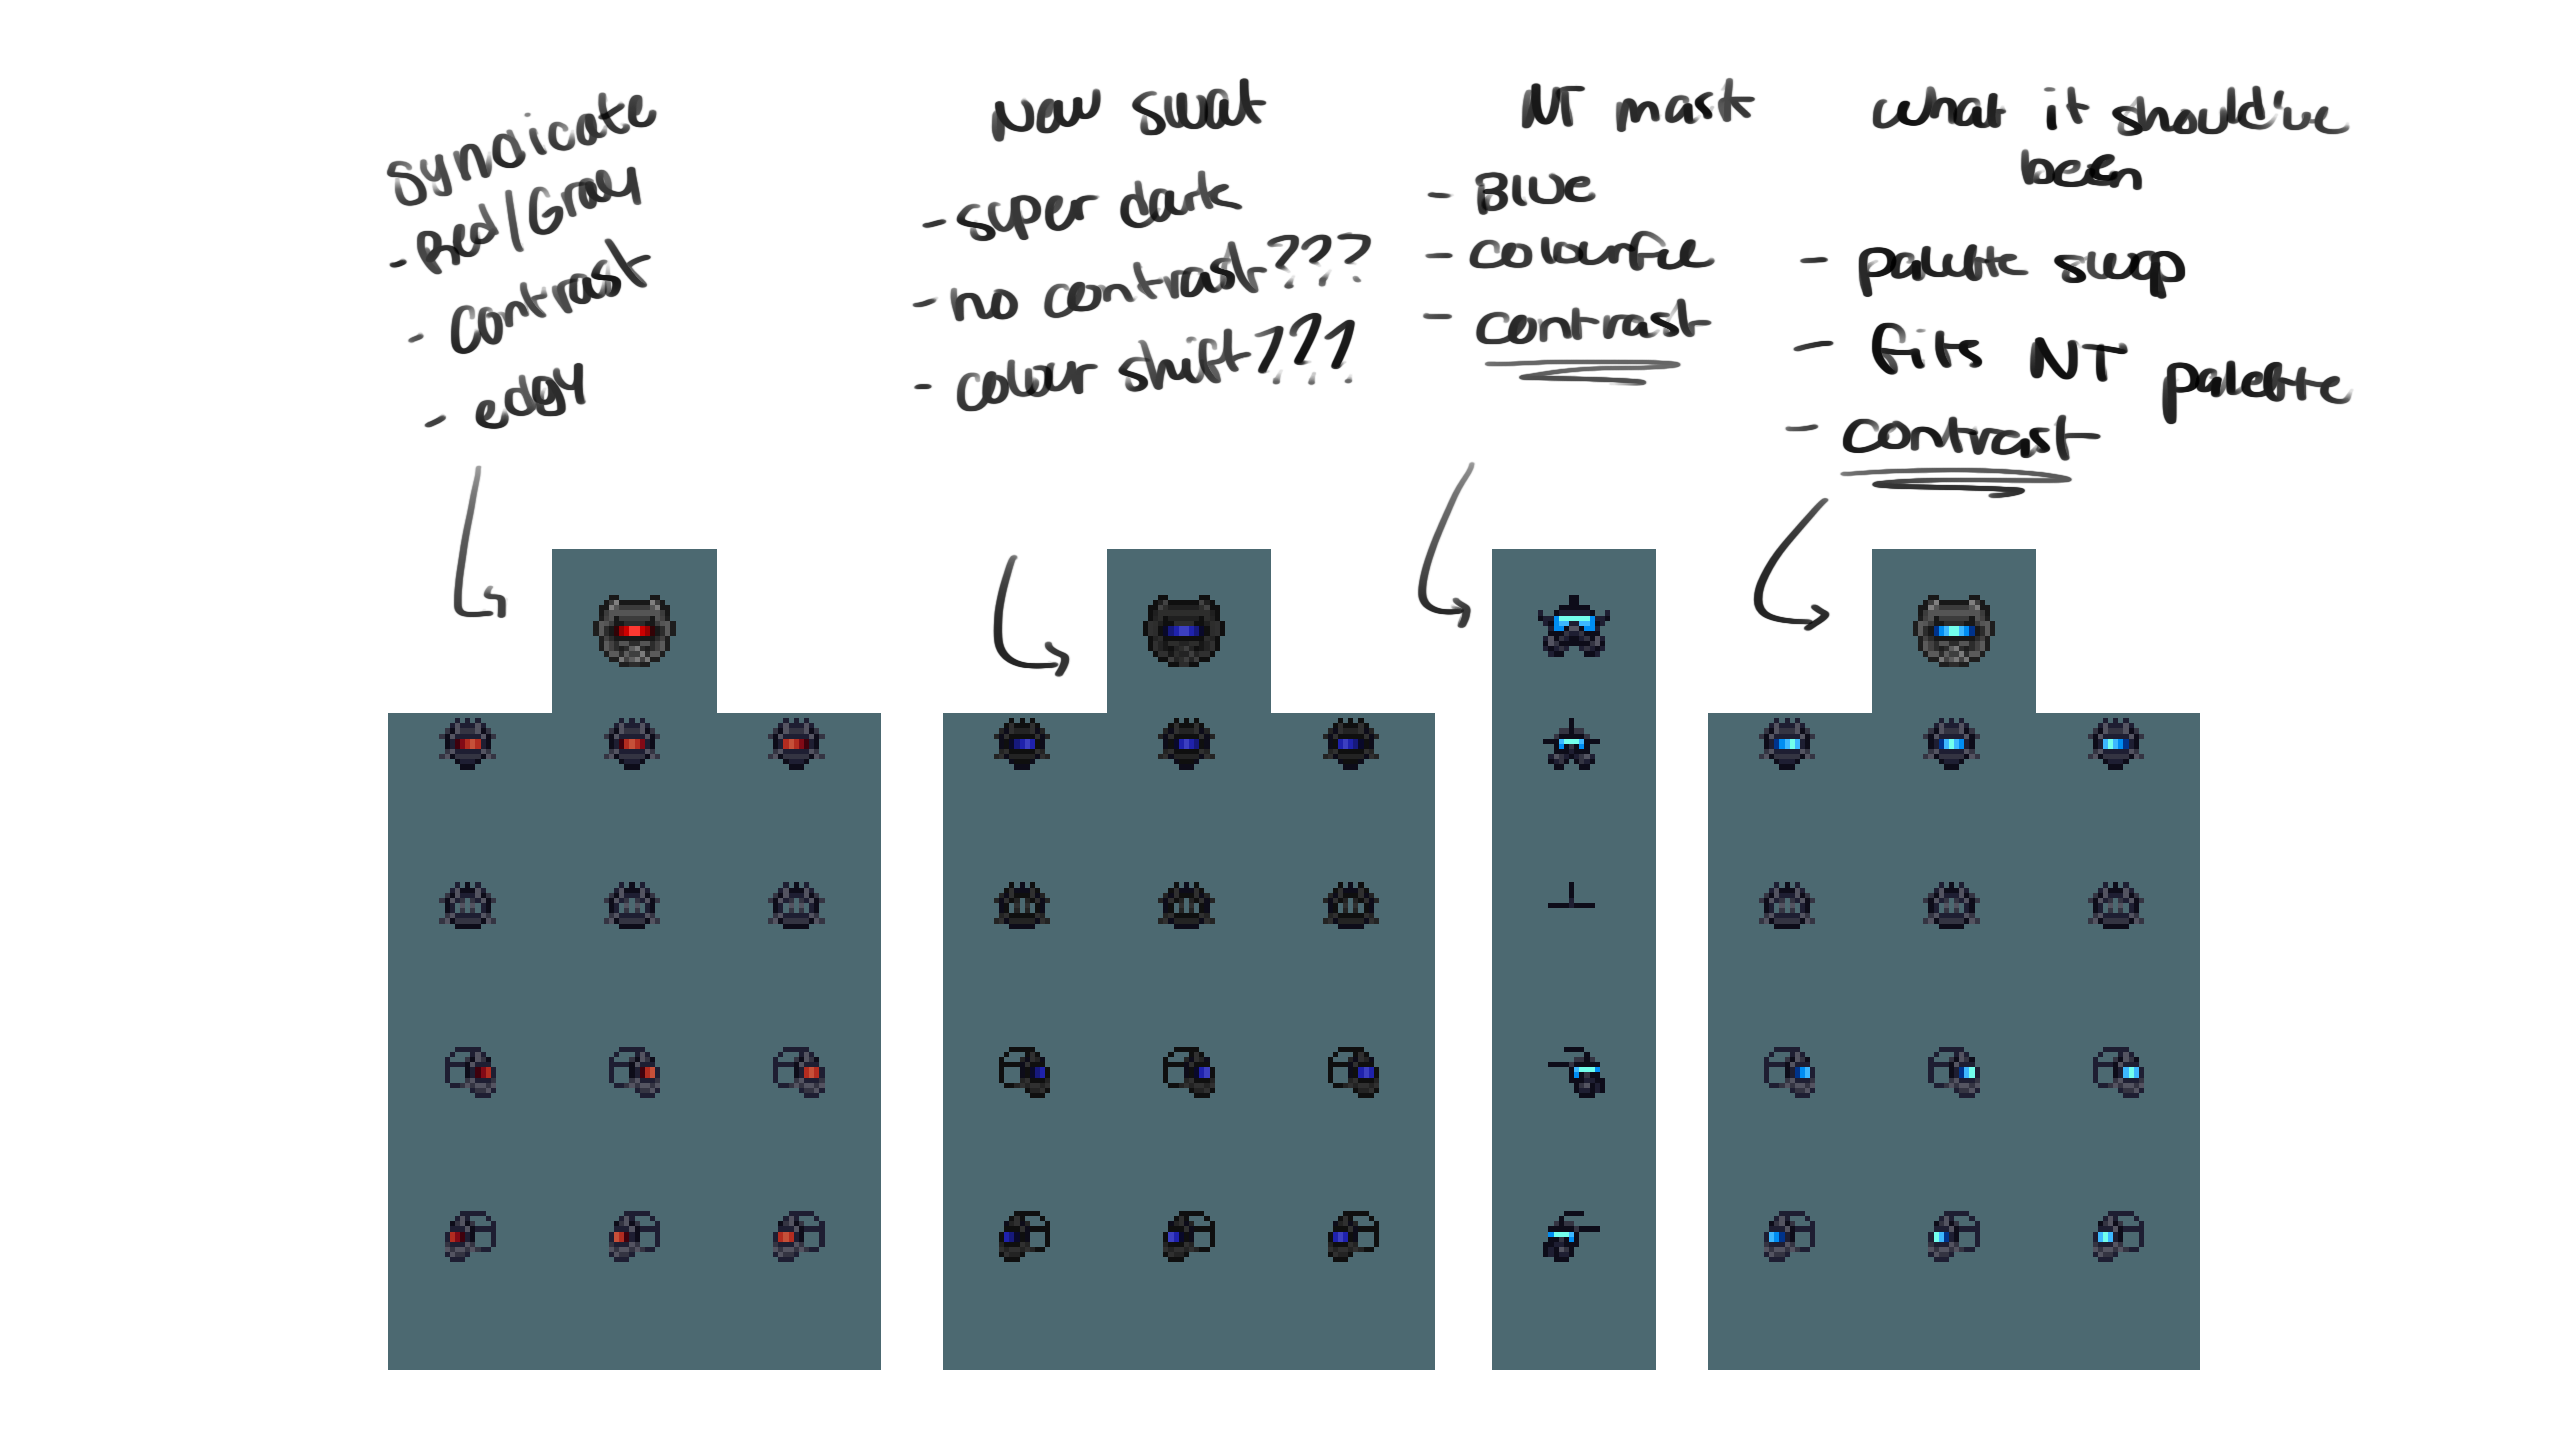 syndicate
- Red/Gray
- contrast
- edgy
New swat
- super dark
- no contrast???
- colour shift???
NT mask
- Blue
- colourful
- contrast
what it should've
been
- palette swap
- fits NT palette
- contrast